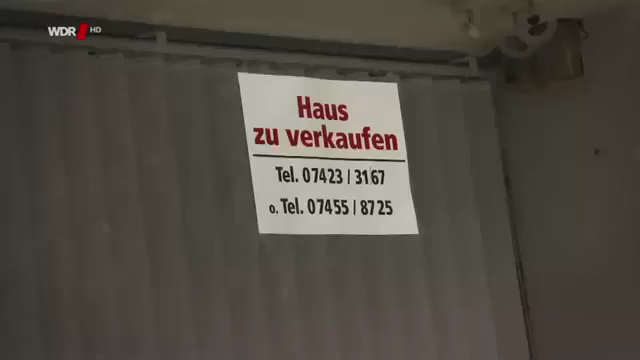 WDR HD
Haus
zu verkaufen
Tel. 07423 / 3167
o. Tel. 07455 / 8725